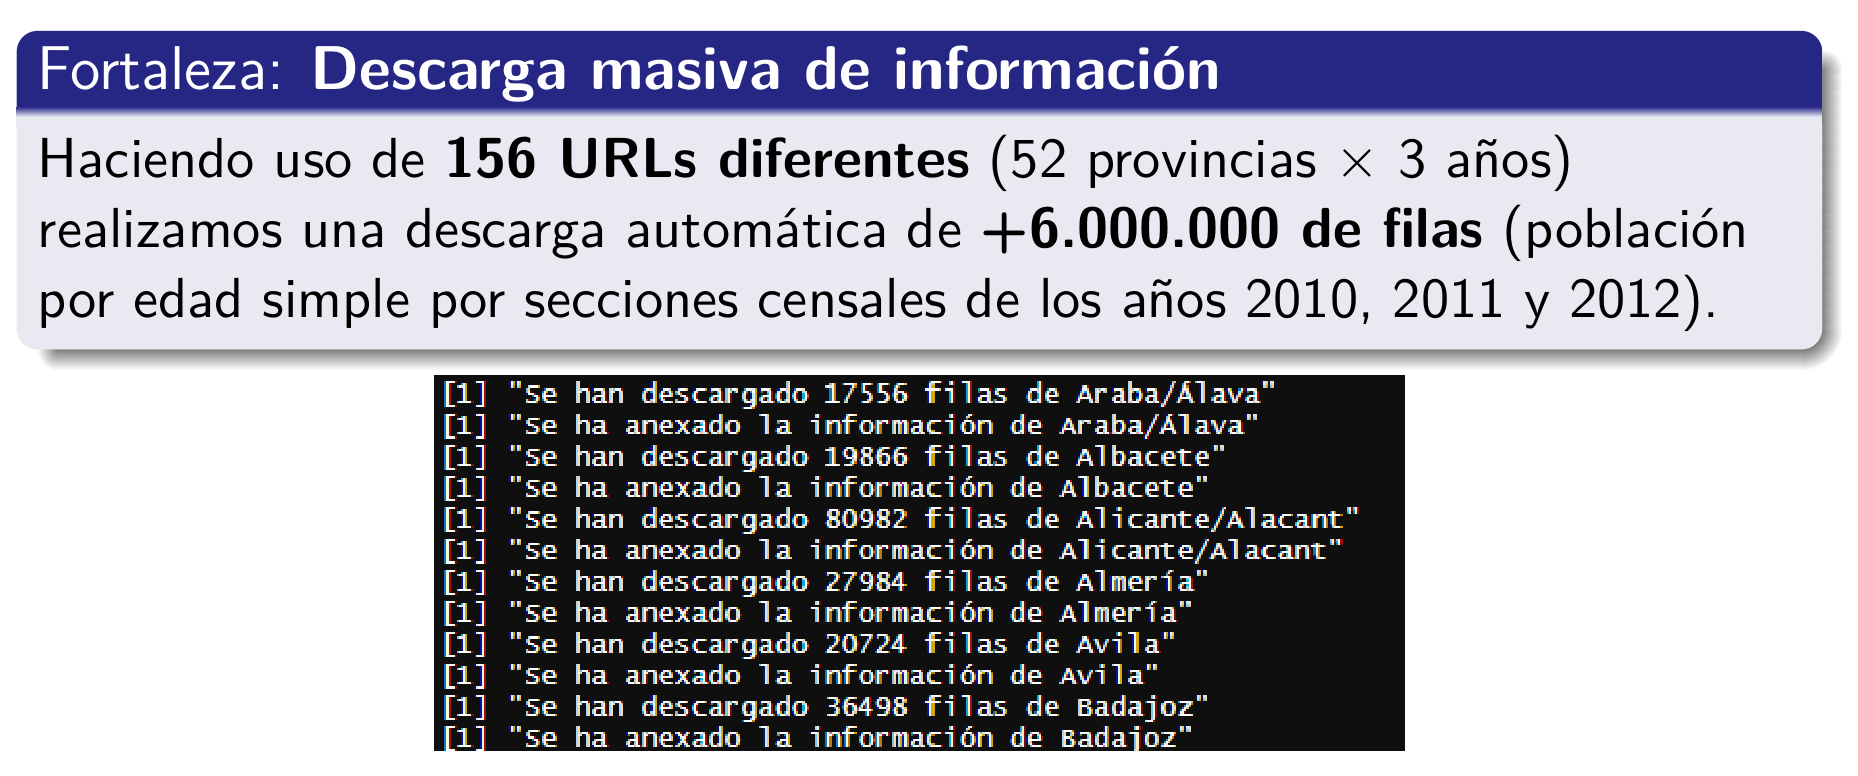 Fortaleza: Descarga masiva de información
Haciendo uso de 156 URLs diferentes (52 provincias × 3 años)
realizamos una descarga automática de +6.000.000 de filas (población
por edad simple por secciones censales de los años 2010, 2011 y 2012).
[1] "Se han descargado 17556 filas de Araba/Álava"
[1] "Se ha anexado la información de Araba/Álava"
[1] "Se han descargado 19866 filas de Albacete"
[1] "Se ha anexado la información de Albacete"
[1] "Se han descargado 80982 filas de Alicante/Alacant"
[1] "Se ha anexado la información de Alicante/Alacant"
[1] "Se han descargado 27984 filas de Almería"
[1] "Se ha anexado la información de Almería"
[1] "Se han descargado 20724 filas de Avila"
[1] "Se ha anexado la información de Avila"
[1] "Se han descargado 36498 filas de Badajoz"
[1] "Se ha anexado la información de Badajoz"